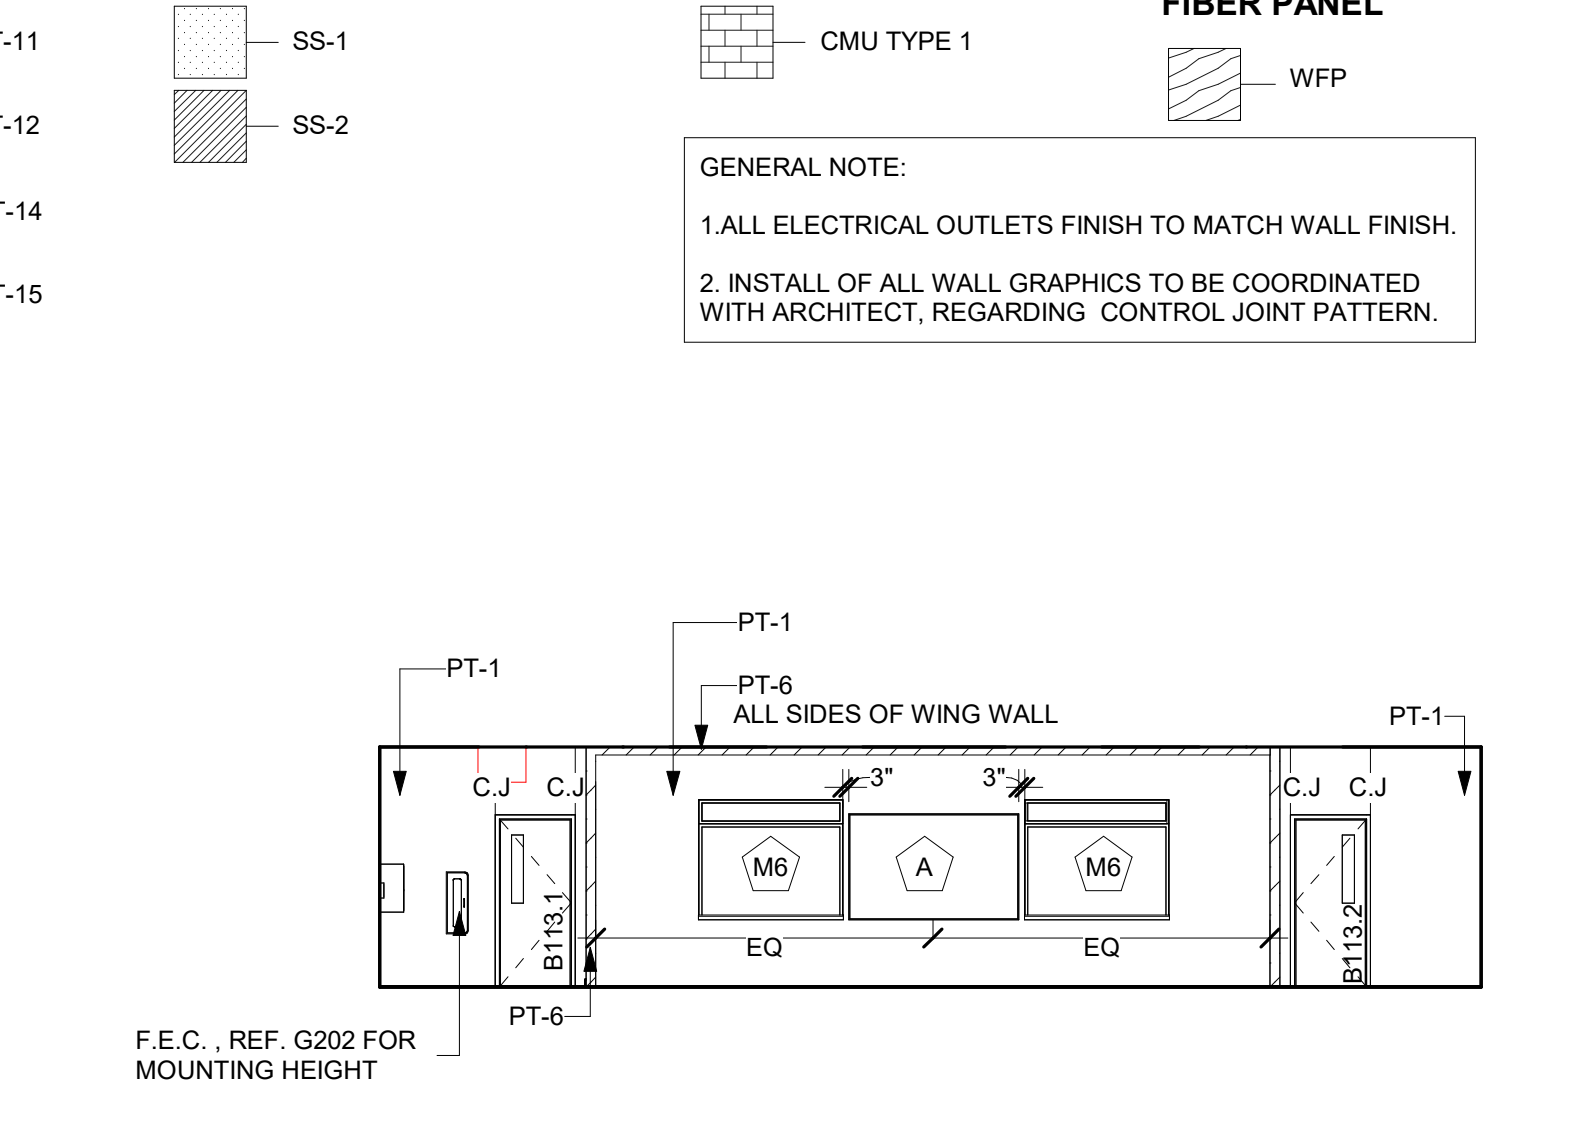 FIBER PANEL
T-11
SS-1
CMU TYPE 1
WFP
T-12
SS-2
T-14
T-15
GENERAL NOTE:
1.ALL ELECTRICAL OUTLETS FINISH TO MATCH WALL FINISH.
2. INSTALL OF ALL WALL GRAPHICS TO BE COORDINATED
WITH ARCHITECT, REGARDING  CONTROL JOINT PATTERN.
PT-1
PT-1
PT-6
ALL SIDES OF WING WALL
PT-1
C.J
C.J
3"
3"
C.J
C.J
M6
A
M6
B113.1
B113.2
EQ
EQ
PT-6
F.E.C. , REF. G202 FOR
MOUNTING HEIGHT